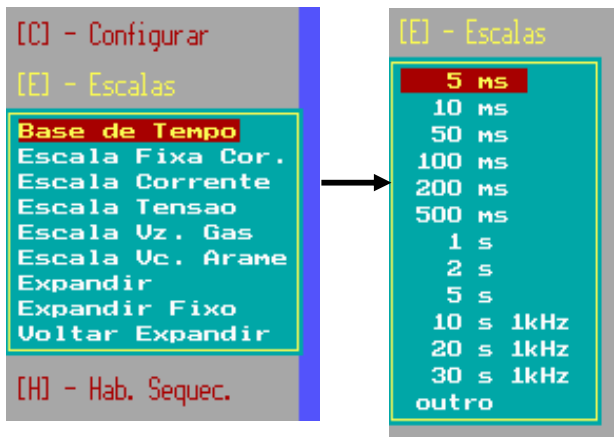 [C] - Configurar
[E] - Escalas
Base de Tempo
Escala Fixa Cor.
Escala Corrente
Escala Tensao
Escala Vz. Gas
Escala Vc. Arame
Expandir
Expandir Fixo
Voltar Expandir
[H] - Hab. Sequec.
[E] - Escalas
5 ms
10 ms
50 ms
100 ms
200 ms
500 ms
1 s
2 s
5 s
10 s 1kHz
20 s 1kHz
30 s 1kHz
outro